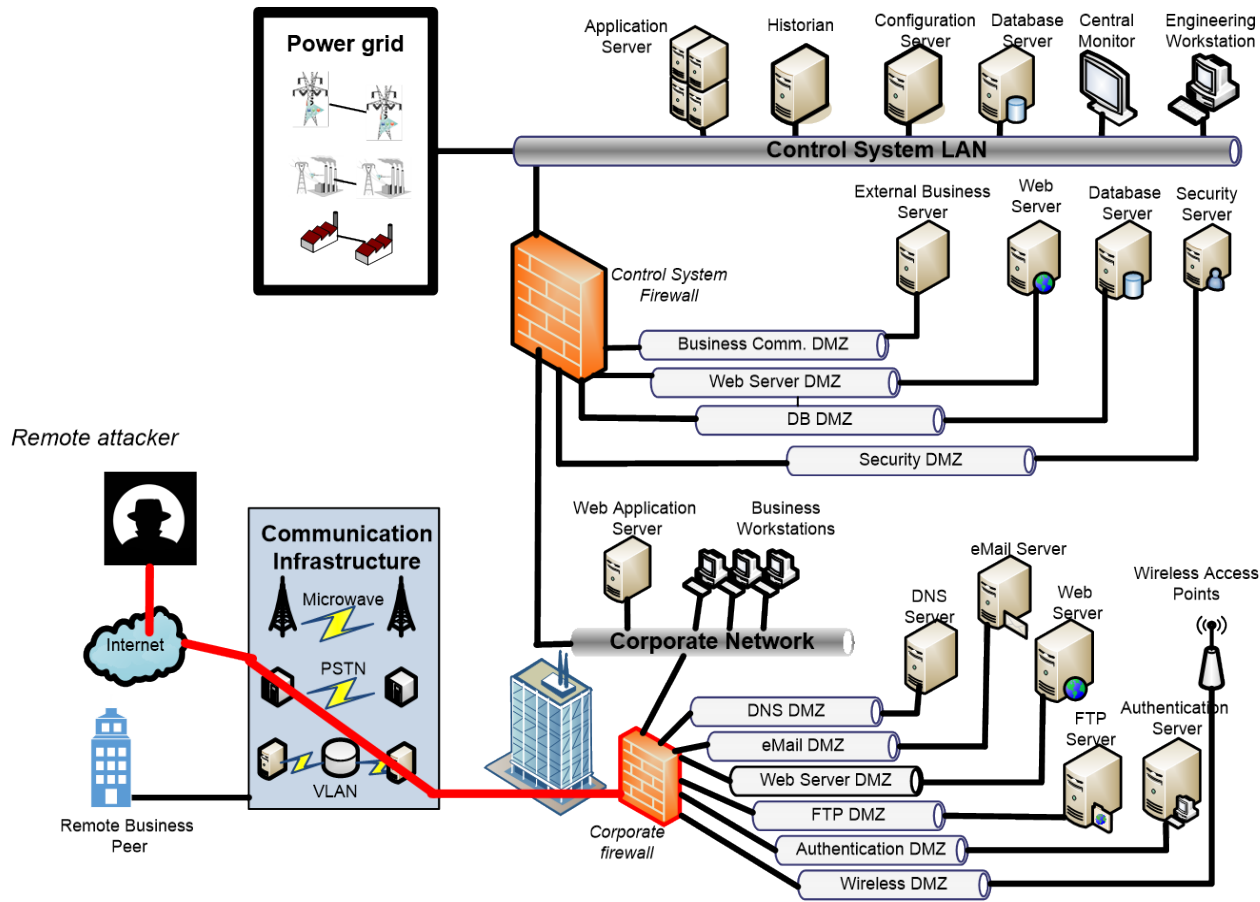 Power grid
Application
Server
Historian
Configuration
Server
Database
Server
Central
Monitor
Engineering
Workstation
Control System LAN
External Business
Server
Web
Server
Database
Server
Security
Server
Control System
Firewall
Business Comm. DMZ
Web Server DMZ
DB DMZ
Security DMZ
Remote attacker
Internet
Communication
Infrastructure
Microwave
PSTN
VLAN
Remote Business
Peer
Web Application
Server
Business
Workstations
Corporate Network
eMail Server
DNS
Server
Web
Server
Wireless Access
Points
FTP
Server
Authentication
Server
Corporate
firewall
DNS DMZ
eMail DMZ
Web Server DMZ
FTP DMZ
Authentication DMZ
Wireless DMZ